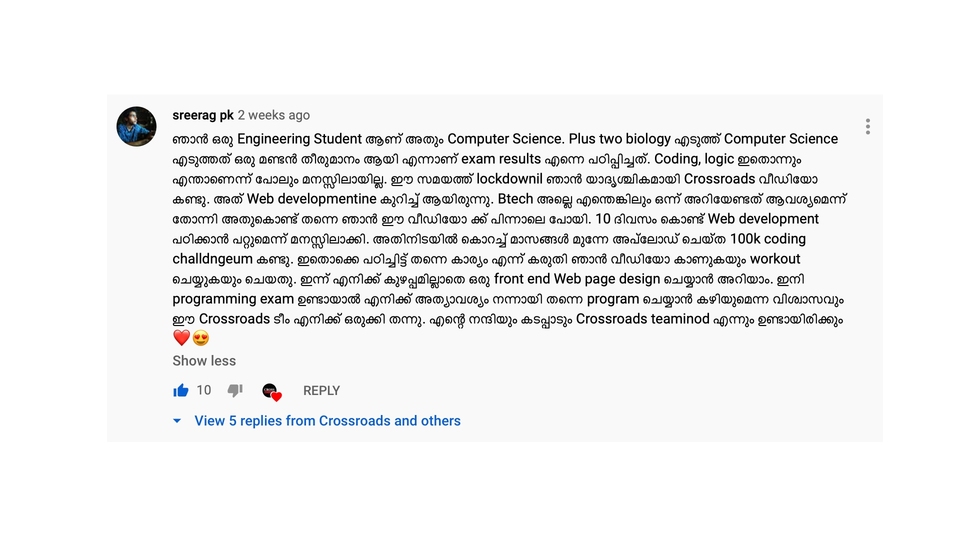 sreerag pk 2 weeks ago
ഞാൻ ഒരു Engineering Student ആണ് അതും Computer Science. Plus two biology എടുത്ത് Computer Science
എടുത്തത് ഒരു മണ്ടൻ തീരുമാനം ആയി എന്നാണ് exam results എന്നെ പഠിപ്പിച്ചത്. Coding, logic ഇതൊന്നും
എന്താണെന്ന് പോലും മനസ്സിലായില്ല. ഈ സമയത്ത് lockdownil ഞാൻ യാദൃശ്ചികമായി Crossroads വീഡിയോ
കണ്ടു. അത് Web developmentine കുറിച്ച് ആയിരുന്നു. Btech അല്ലെ എന്തെങ്കിലും ഒന്ന് അറിയേണ്ടത് ആവശ്യമെന്ന്
തോന്നി അതുകൊണ്ട് തന്നെ ഞാൻ ഈ വീഡിയോ ക്ക് പിന്നാലെ പോയി. 10 ദിവസം കൊണ്ട് Web development
പഠിക്കാൻ പറ്റുമെന്ന് മനസ്സിലാക്കി. അതിനിടയിൽ കൊറച്ച് മാസങ്ങൾ മുന്നേ അപ്‌ലോഡ് ചെയ്ത 100k coding
challdngeum കണ്ടു. ഇതൊക്കെ പഠിച്ചിട്ട് തന്നെ കാര്യം എന്ന് കരുതി ഞാൻ വീഡിയോ കാണുകയും workout
ചെയ്യുകയും ചെയതു. ഇന്ന് എനിക്ക് കുഴപ്പമില്ലാതെ ഒരു front end Web page design ചെയ്യാൻ അറിയാം. ഇനി
programming exam ഉണ്ടായാൽ എനിക്ക് അത്യാവശ്യം നന്നായി തന്നെ program ചെയ്യാൻ കഴിയുമെന്ന വിശ്വാസവും
ഈ Crossroads ടീം എനിക്ക് ഒരുക്കി തന്നു. എന്റെ നന്ദിയും കടപ്പാടും Crossroads teaminod എന്നും ഉണ്ടായിരിക്കും
❤️😍
Show less
10 REPLY
View 5 replies from Crossroads and others